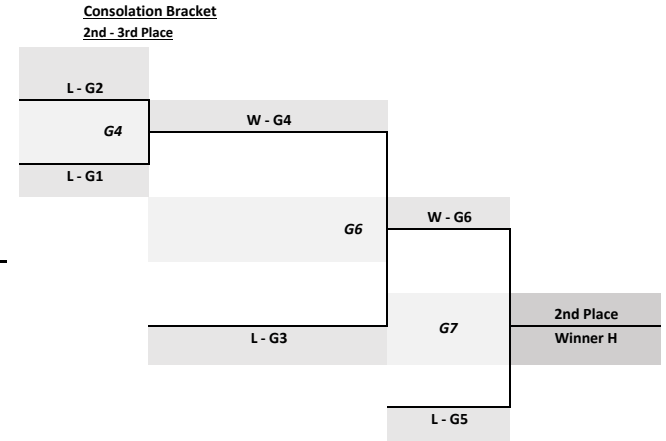 Consolation Bracket
2nd - 3rd Place
L - G2
G4
W - G4
L - G1
G6
W - G6
L - G3
G7
2nd Place
Winner H
L - G5